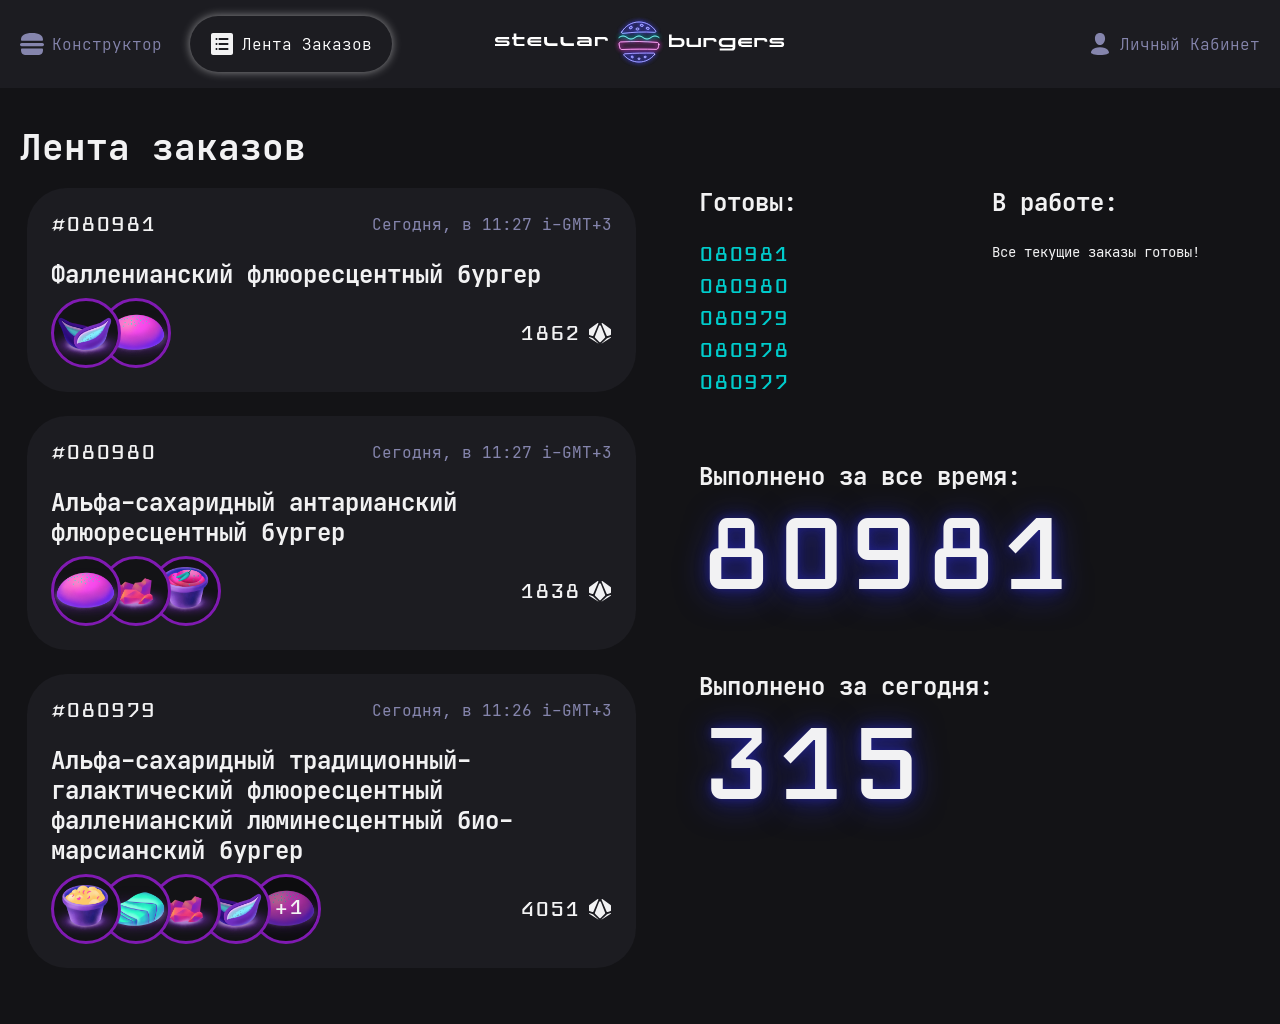 Конструктор
Лента Заказов
stellar burgers
Личный Кабинет
Лента заказов
#080981
Сегодня, в 11:27 i-GMT+3
Фалленианский флюоресцентный бургер
1862
#080980
Сегодня, в 11:27 i-GMT+3
Альфа-сахаридный антарианский
флюоресцентный бургер
1838
#080979
Сегодня, в 11:26 i-GMT+3
Альфа-сахаридный традиционный-
галактический флюоресцентный
фалленианский люминесцентный био-
марсианский бургер
+1
4051
Готовы:
080981
080980
080979
080978
080977
В работе:
Все текущие заказы готовы!
Выполнено за все время:
80981
Выполнено за сегодня:
315